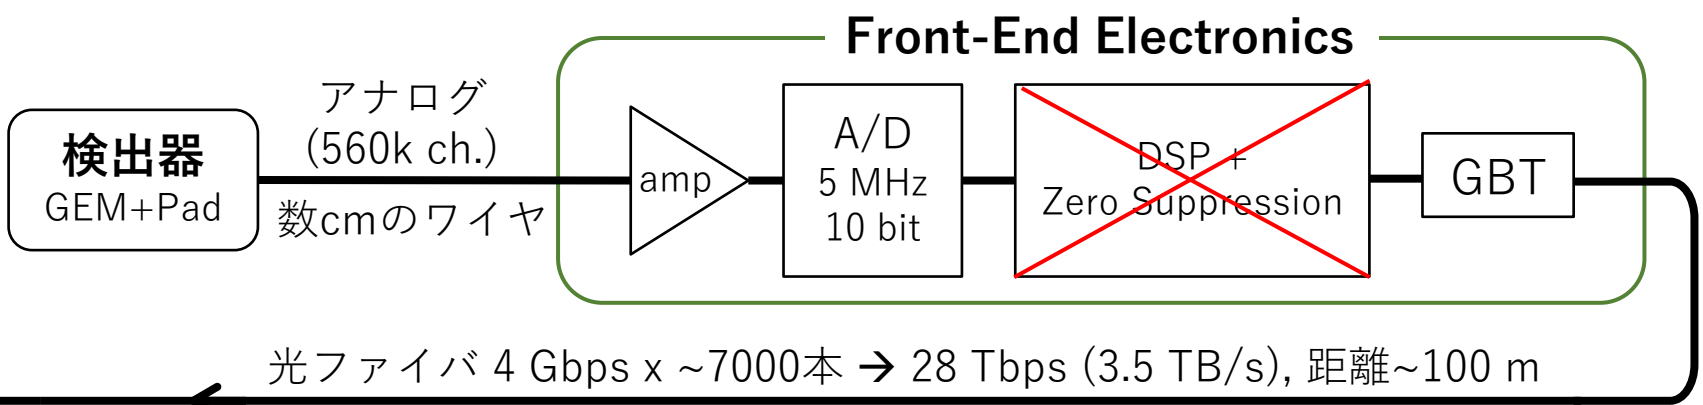 Front-End Electronics
検出器
GEM+Pad
アナログ
(560k ch.)
数cmのワイヤ
amp
A/D
5 MHz
10 bit
DSP +
Zero Suppression
GBT
光ファイバ 4 Gbps x ~7000本 → 28 Tbps (3.5 TB/s), 距離~100 m